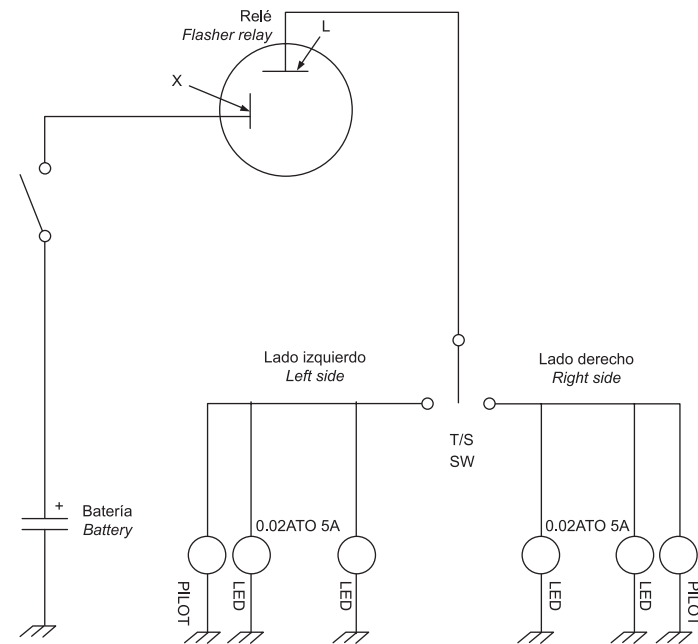 Relé
Flasher relay
L
X
Lado izquierdo
Left side
Lado derecho
Right side
T/S
SW
+
Batería
Battery
0.02ATO 5A
0.02ATO 5A
PILOT
LED
LED
LED
LED
PILOT